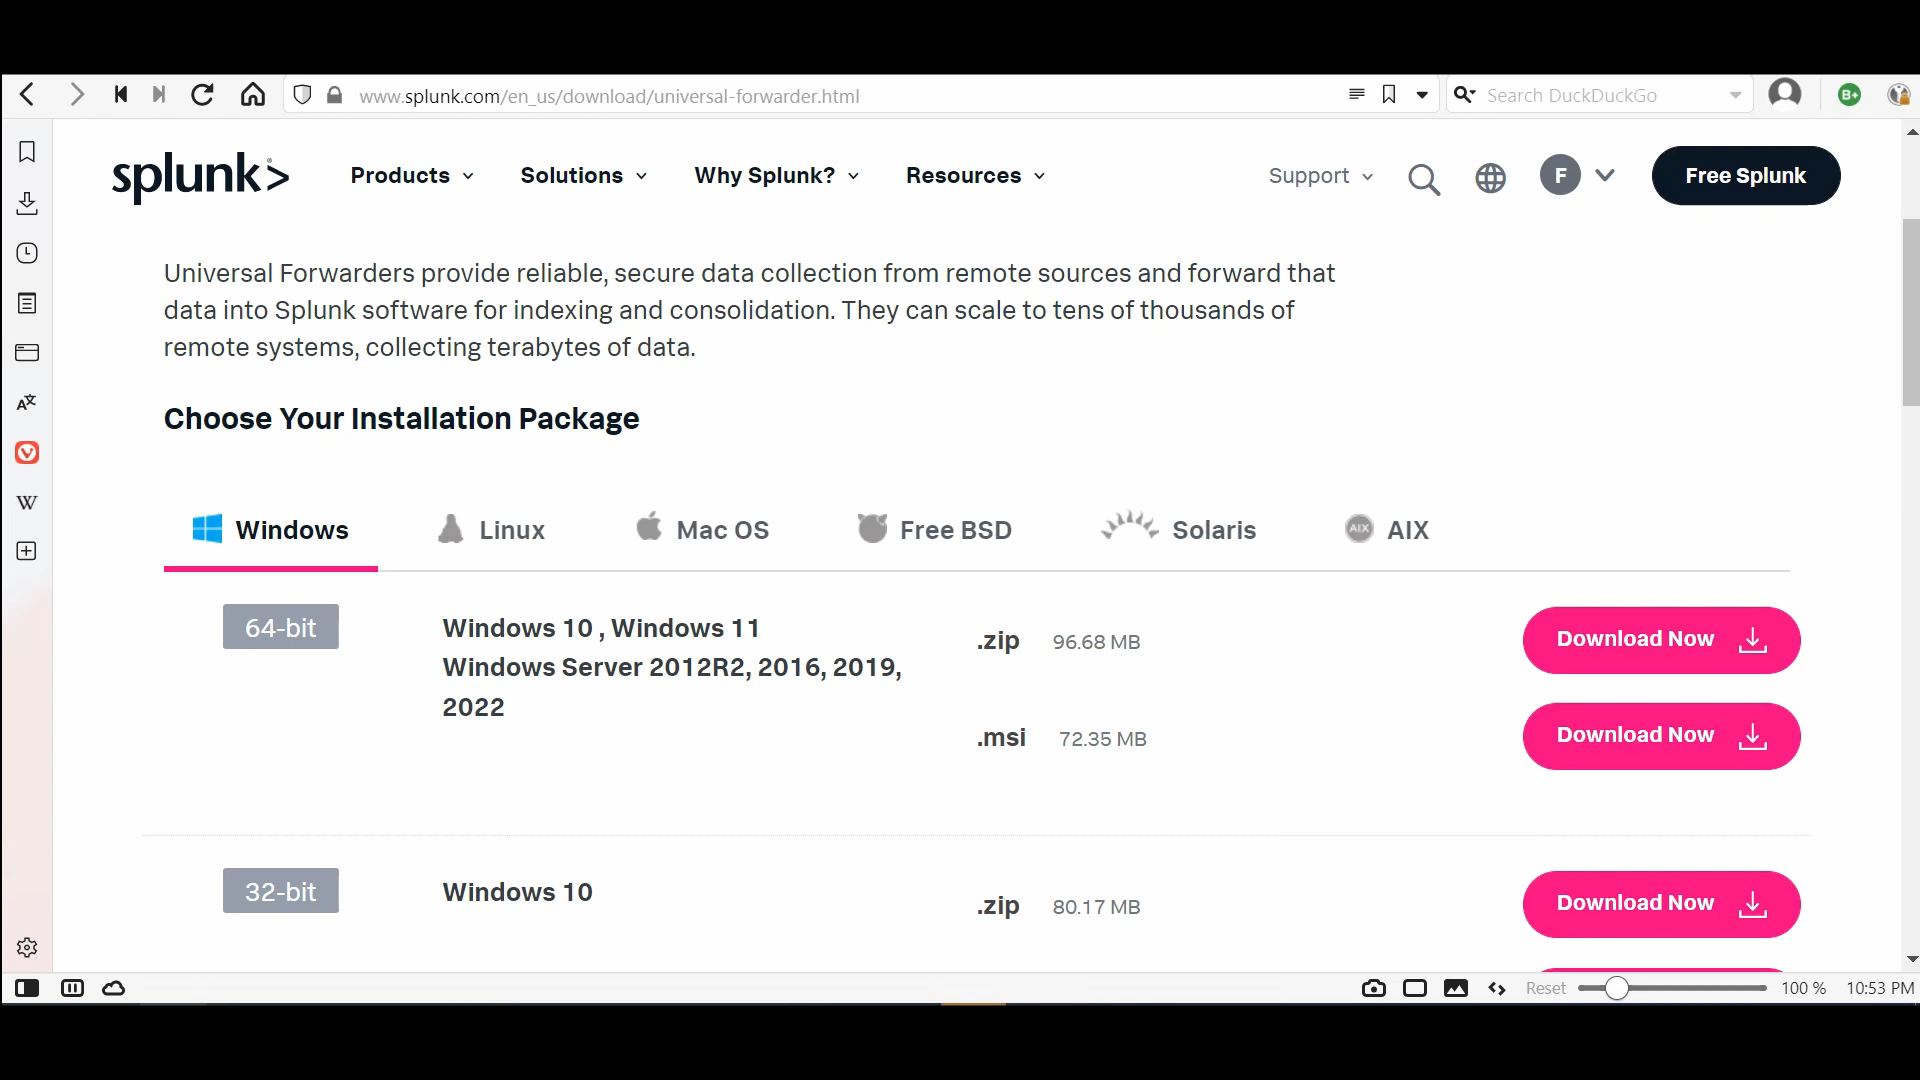 www.splunk.com/en_us/download/universal-forwarder.html
Search DuckDuckGo
B+
splunk>
Products
Solutions
Why Splunk?
Resources
Support
F
Free Splunk
Universal Forwarders provide reliable, secure data collection from remote sources and forward that
data into Splunk software for indexing and consolidation. They can scale to tens of thousands of
remote systems, collecting terabytes of data.
Choose Your Installation Package
Windows
Linux
Mac OS
Free BSD
Solaris
AIX AIX
64-bit
Windows 10 , Windows 11
Windows Server 2012R2, 2016, 2019,
2022
.zip 96.68 MB
Download Now
.msi 72.35 MB
Download Now
32-bit
Windows 10
.zip 80.17 MB
Download Now
Reset
100 %
10:53 PM